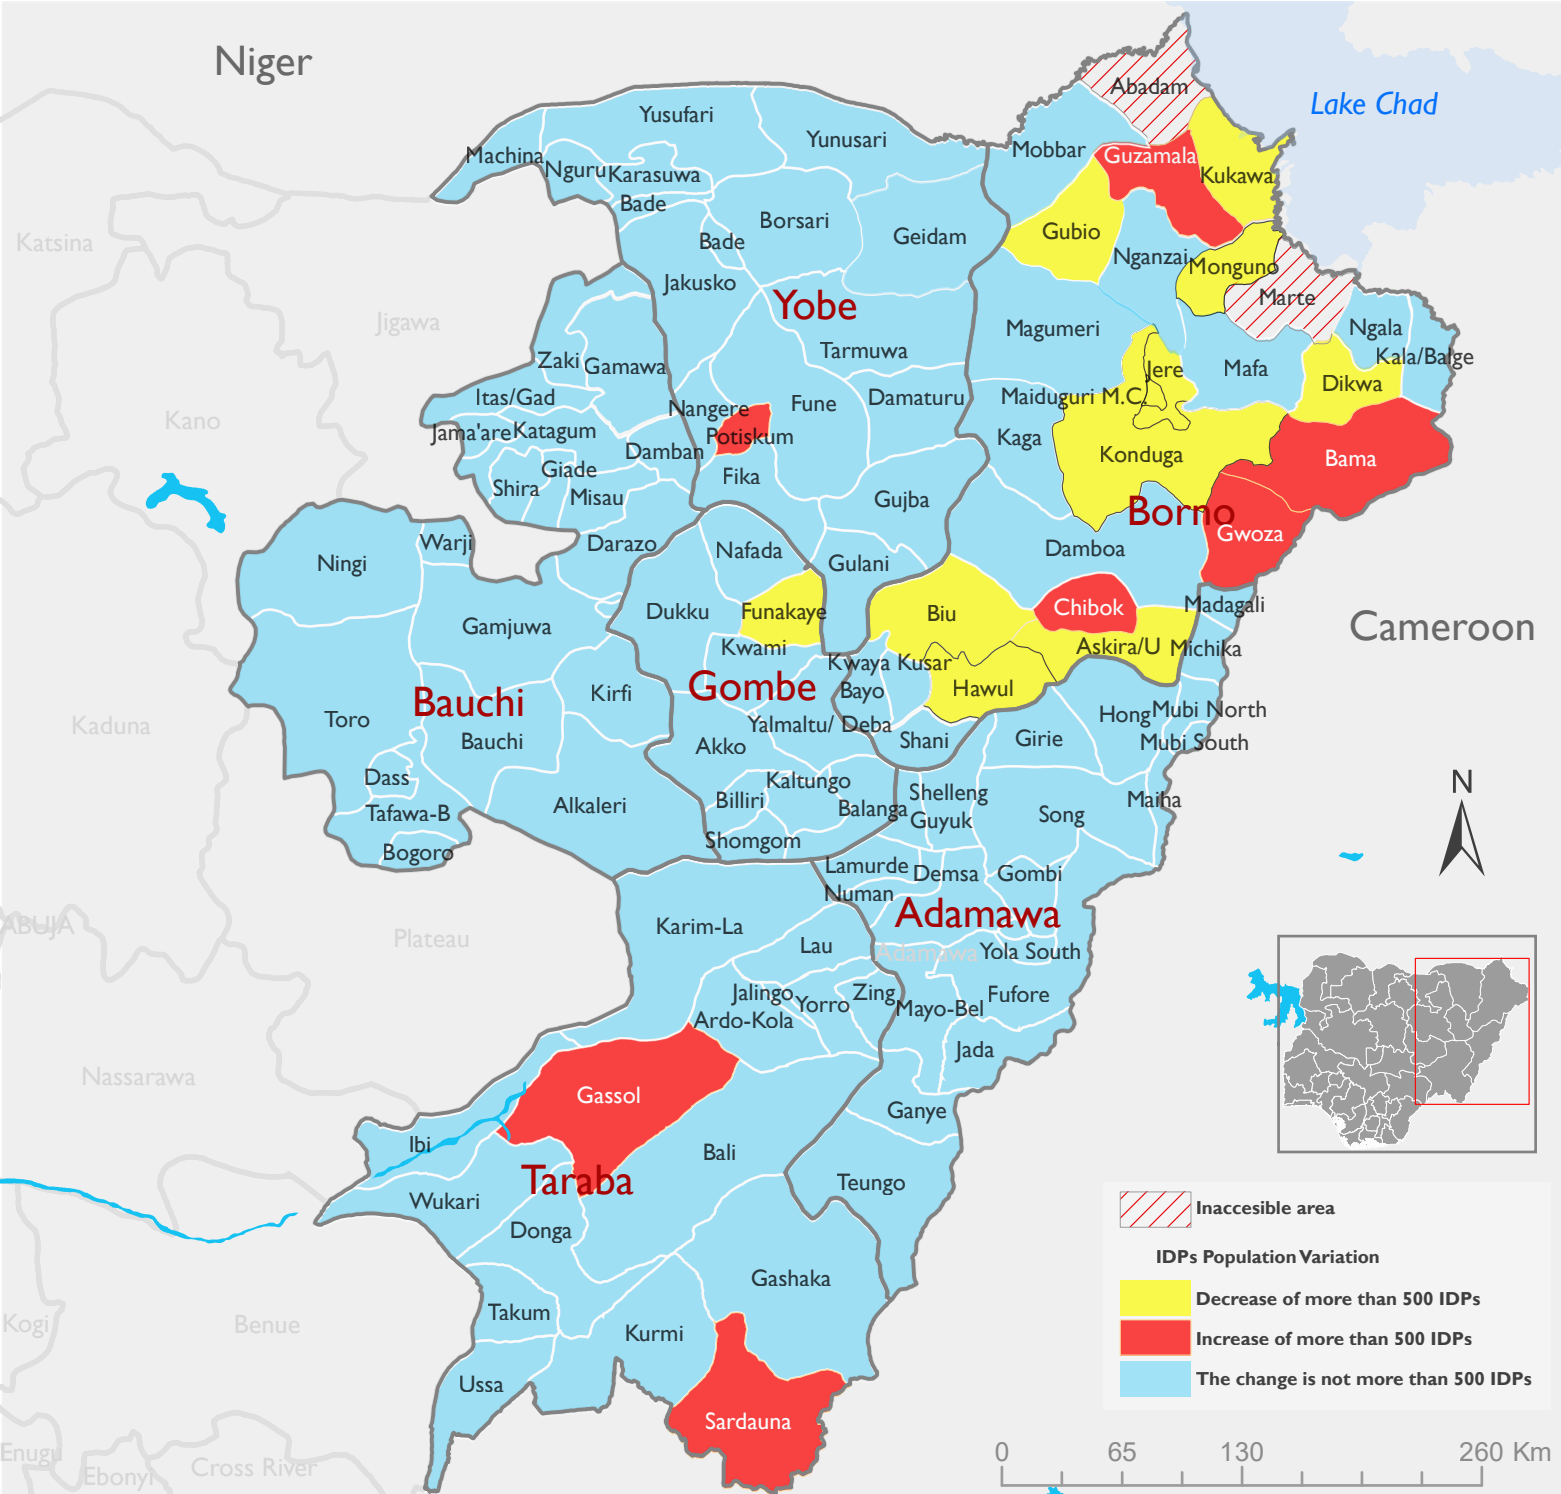 Niger
Lake Chad
Abadam
Yusufari
Yunusari
Mobbar
Guzamala
Machina
Nguru
Karasuwa
Kukawa
Bade
Borsari
Gubio
Katsina
Bade
Geidam
Nganzai
Monguno
Jakusko
Marte
Yobe
Jigawa
Magumeri
Ngala
Tarmuwa
Kala/Balge
Zaki
Gamawa
Jere
Mafa
Dikwa
Itas/Gad
Maiduguri M.C.
Damaturu
Fune
Nangere
Kano
Jama'are
Katagum
Potiskum
Kaga
Damban
Konduga
Bama
Giade
Fika
Shira
Misau
Gujba
Borno
Gwoza
Warji
Darazo
Nafada
Damboa
Ningi
Gulani
Madagali
Chibok
Dukku
Funakaye
Biu
Gamjuwa
Cameroon
Kwami
Askira/U
Michika
Kwaya Kusar
Gombe
Hawul
Bayo
Kirfi
Bauchi
Mubi North
Hong
Toro
Kaduna
Yalmaltu/ Deba
Bauchi
Akko
Shani
Girie
Mubi South
Dass
Kaltungo
N
Shelleng
Billiri
Maiha
Alkaleri
Balanga
Tafawa-B
Song
Guyuk
Shomgom
Bogoro
Lamurde
Demsa
Gombi
Numan
Adamawa
ABUJA
Karim-La
Plateau
Lau
Adamawa
Yola South
Jalingo
Yorro
Zing
Fufore
Mayo-Bel
Ardo-Kola
Jada
Nassarawa
Gassol
Ganye
Ibi
Bali
Taraba
Teungo
Wukari
Inaccesible area
Donga
IDPs Population Variation
Gashaka
Decrease of more than 500 IDPs
Takum
Kogi
Benue
Kurmi
Increase of more than 500 IDPs
Ussa
The change is not more than 500 IDPs
Sardauna
Enugu
Ebonyi
Cross River
0 65 130 260 Km